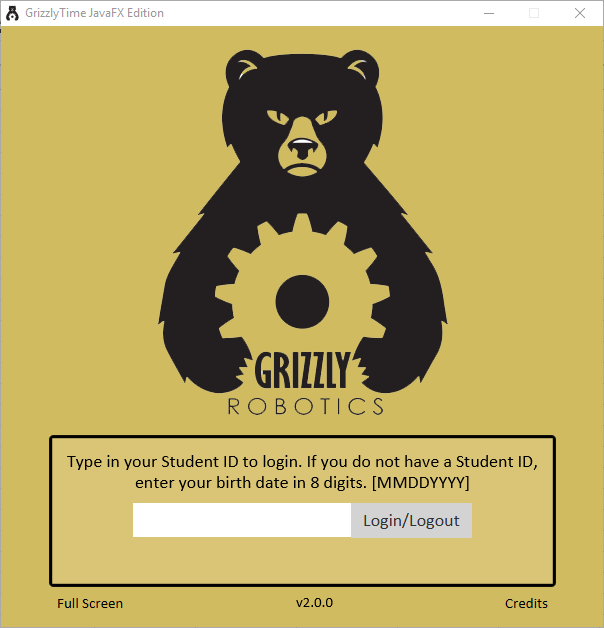 GrizzlyTime JavaFX Edition
GRIZZLY
ROBOTICS
Type in your Student ID to login. If you do not have a Student ID,
enter your birth date in 8 digits. [MMDDYYYY]
Login/Logout
Full Screen v2.0.0 Credits